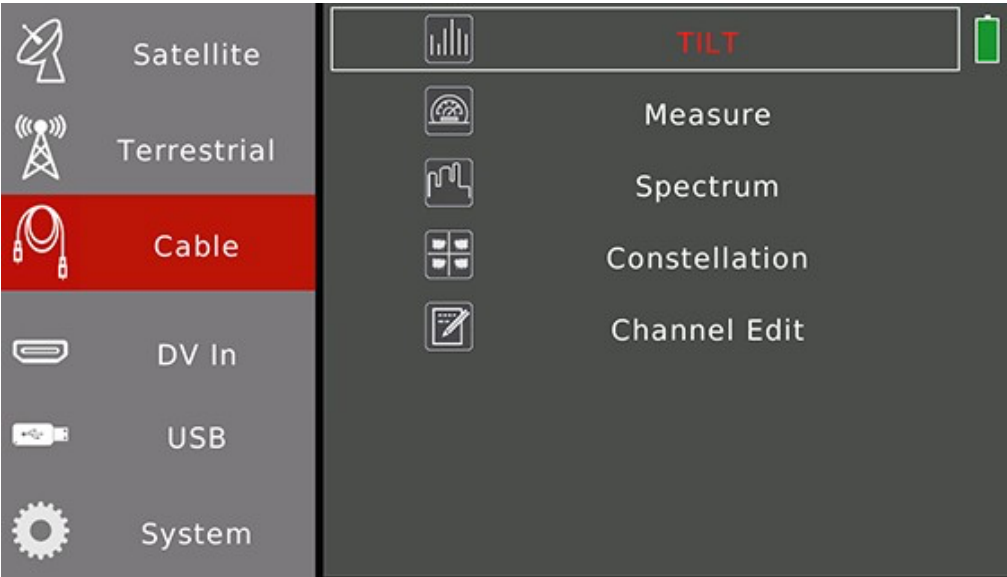 Satellite
Terrestrial
Cable
DV In
USB
System
TILT
Measure
Spectrum
Constellation
Channel Edit